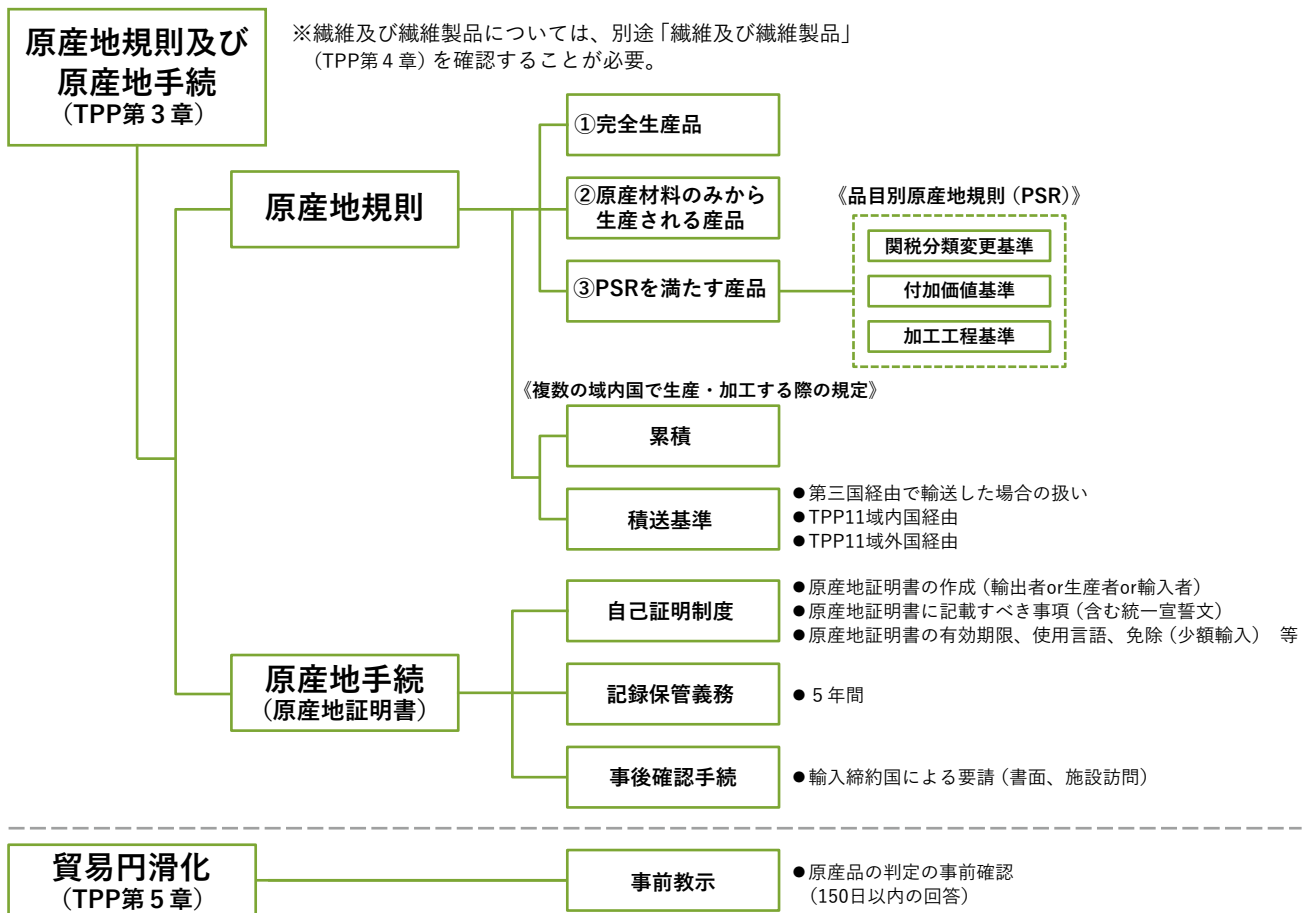 原産地規則及び
原産地手続
(TPP第3章)
※繊維及び繊維製品については、別途「繊維及び繊維製品」
(TPP第4章)を確認することが必要。
原産地規則
①完全生産品
②原産材料のみから
生産される産品
③PSRを満たす産品
《品目別原産地規則(PSR)》
関税分類変更基準
付加価値基準
加工工程基準
《複数の域内国で生産・加工する際の規定》
累積
積送基準
●第三国経由で輸送した場合の扱い
●TPP11域内国経由
●TPP11域外国経由
原産地手続
(原産地証明書)
自己証明制度
●原産地証明書の作成(輸出者or生産者or輸入者)
●原産地証明書に記載すべき事項(含む統一宣誓文)
●原産地証明書の有効期限、使用言語、免除(少額輸入) 等
記録保管義務
●5年間
事後確認手続
●輸入締約国による要請(書面、施設訪問)
貿易円滑化
(TPP第5章)
事前教示
●原産品の判定の事前確認
(150日以内の回答)